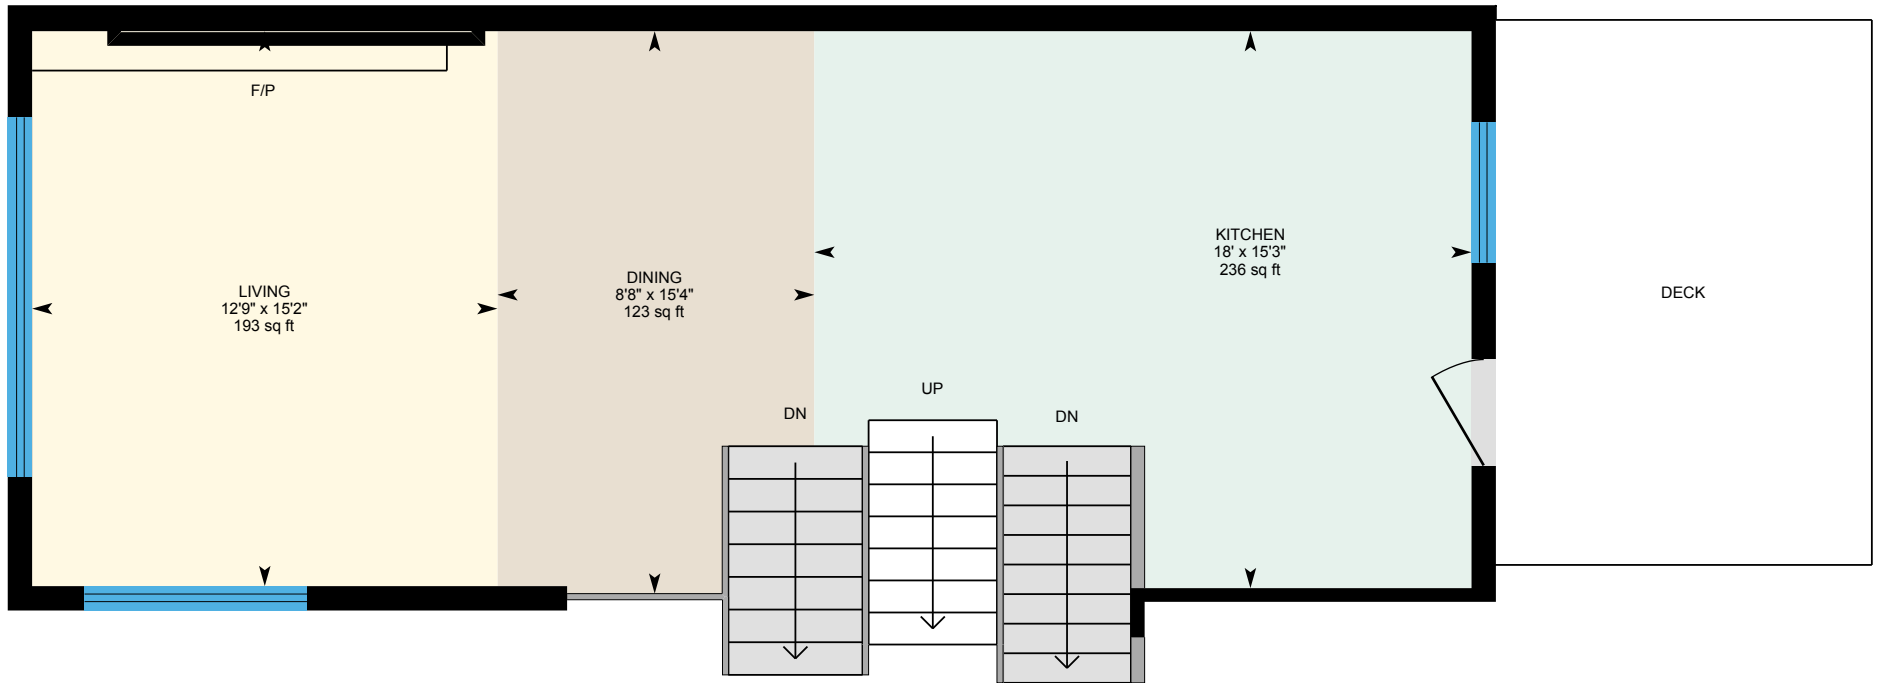 F/P
LIVING
12'9" x 15'2"
193 sq ft
DINING
8'8" x 15'4"
123 sq ft
KITCHEN
18' x 15'3"
236 sq ft
DECK
DN
UP
DN